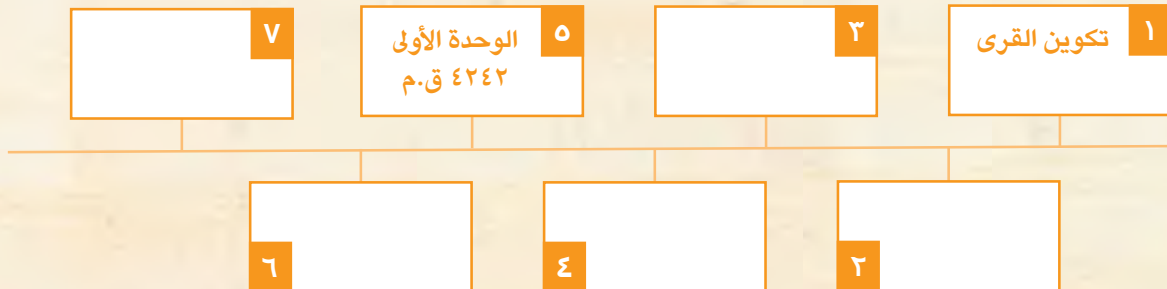 ١ تكوين القرى
٣
٥ الوحدة الأولى
٤٢٤٢ ق.م
٧
٢
٤
٦